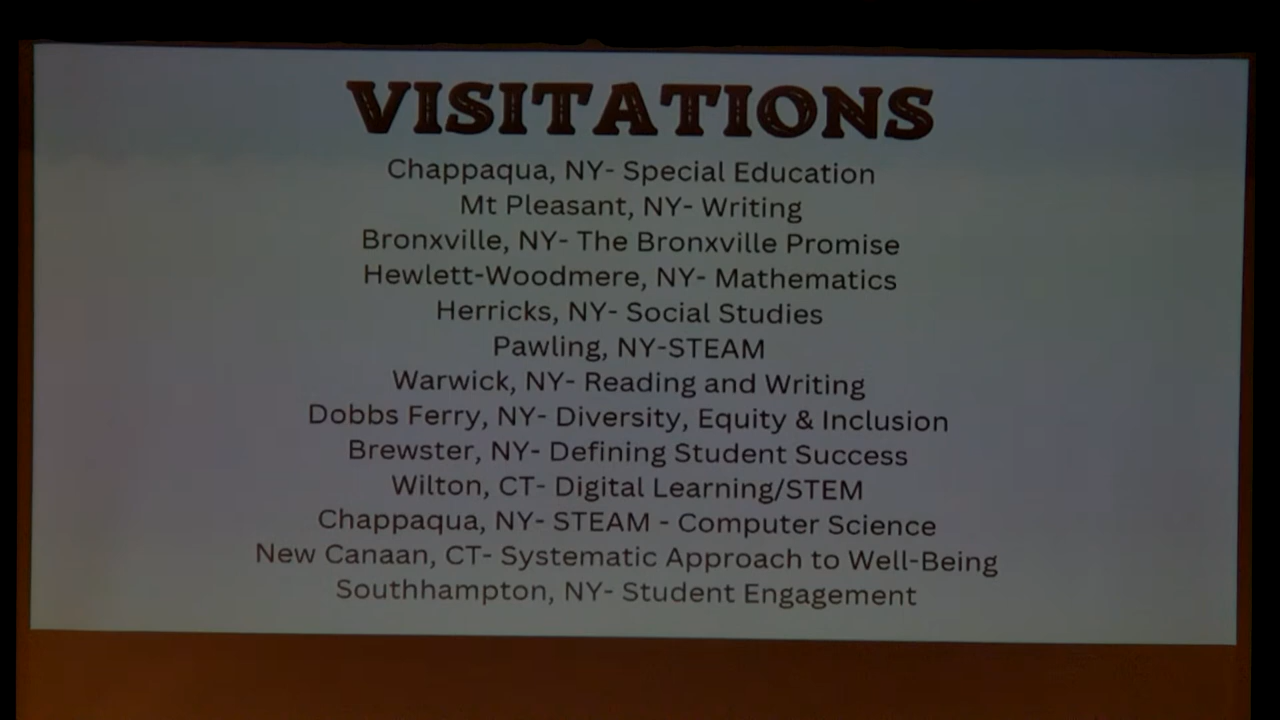 VISITATIONS
Chappaqua, NY- Special Education
Mt Pleasant, NY- Writing
Bronxville, NY- The Bronxville Promise
Hewlett-Woodmere, NY- Mathematics
Herricks, NY- Social Studies
Pawling, NY-STEAM
Warwick, NY- Reading and Writing
Dobbs Ferry, NY- Diversity, Equity & Inclusion
Brewster, NY- Defining Student Success
Wilton, CT- Digital Learning/STEM
Chappaqua, NY- STEAM - Computer Science
New Canaan, CT- Systematic Approach to Well-Being
Southhampton, NY- Student Engagement